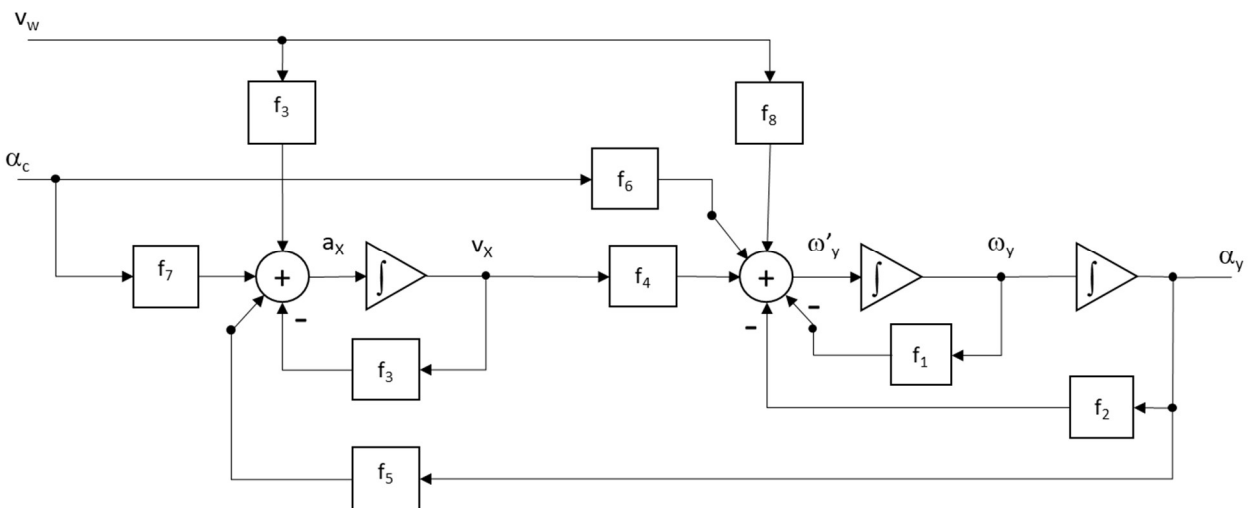 v_w
f_3
f_8
α_c
f_6
f_7
+
a_x
∫
v_x
f_4
+
ω'_y
∫
ω_y
∫
α_y
-
-
-
f_3
f_1
f_2
f_5